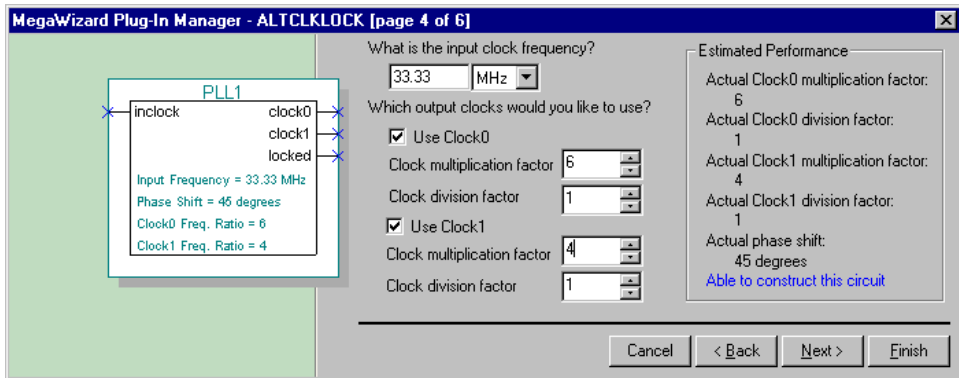 MegaWizard Plug-In Manager - ALTCLKLOCK [page 4 of 6]
PLL1
inclock
clock0
clock1
locked
Input Frequency = 33.33 MHz
Phase Shift = 45 degrees
Clock0 Freq. Ratio = 6
Clock1 Freq. Ratio = 4
What is the input clock frequency?
33.33 MHz
Which output clocks would you like to use?
Use Clock0
Clock multiplication factor 6
Clock division factor 1
Use Clock1
Clock multiplication factor 4
Clock division factor 1
Estimated Performance
Actual Clock0 multiplication factor:
6
Actual Clock0 division factor:
1
Actual Clock1 multiplication factor:
4
Actual Clock1 division factor:
1
Actual phase shift:
45 degrees
Able to construct this circuit
Cancel
< Back
Next >
Finish